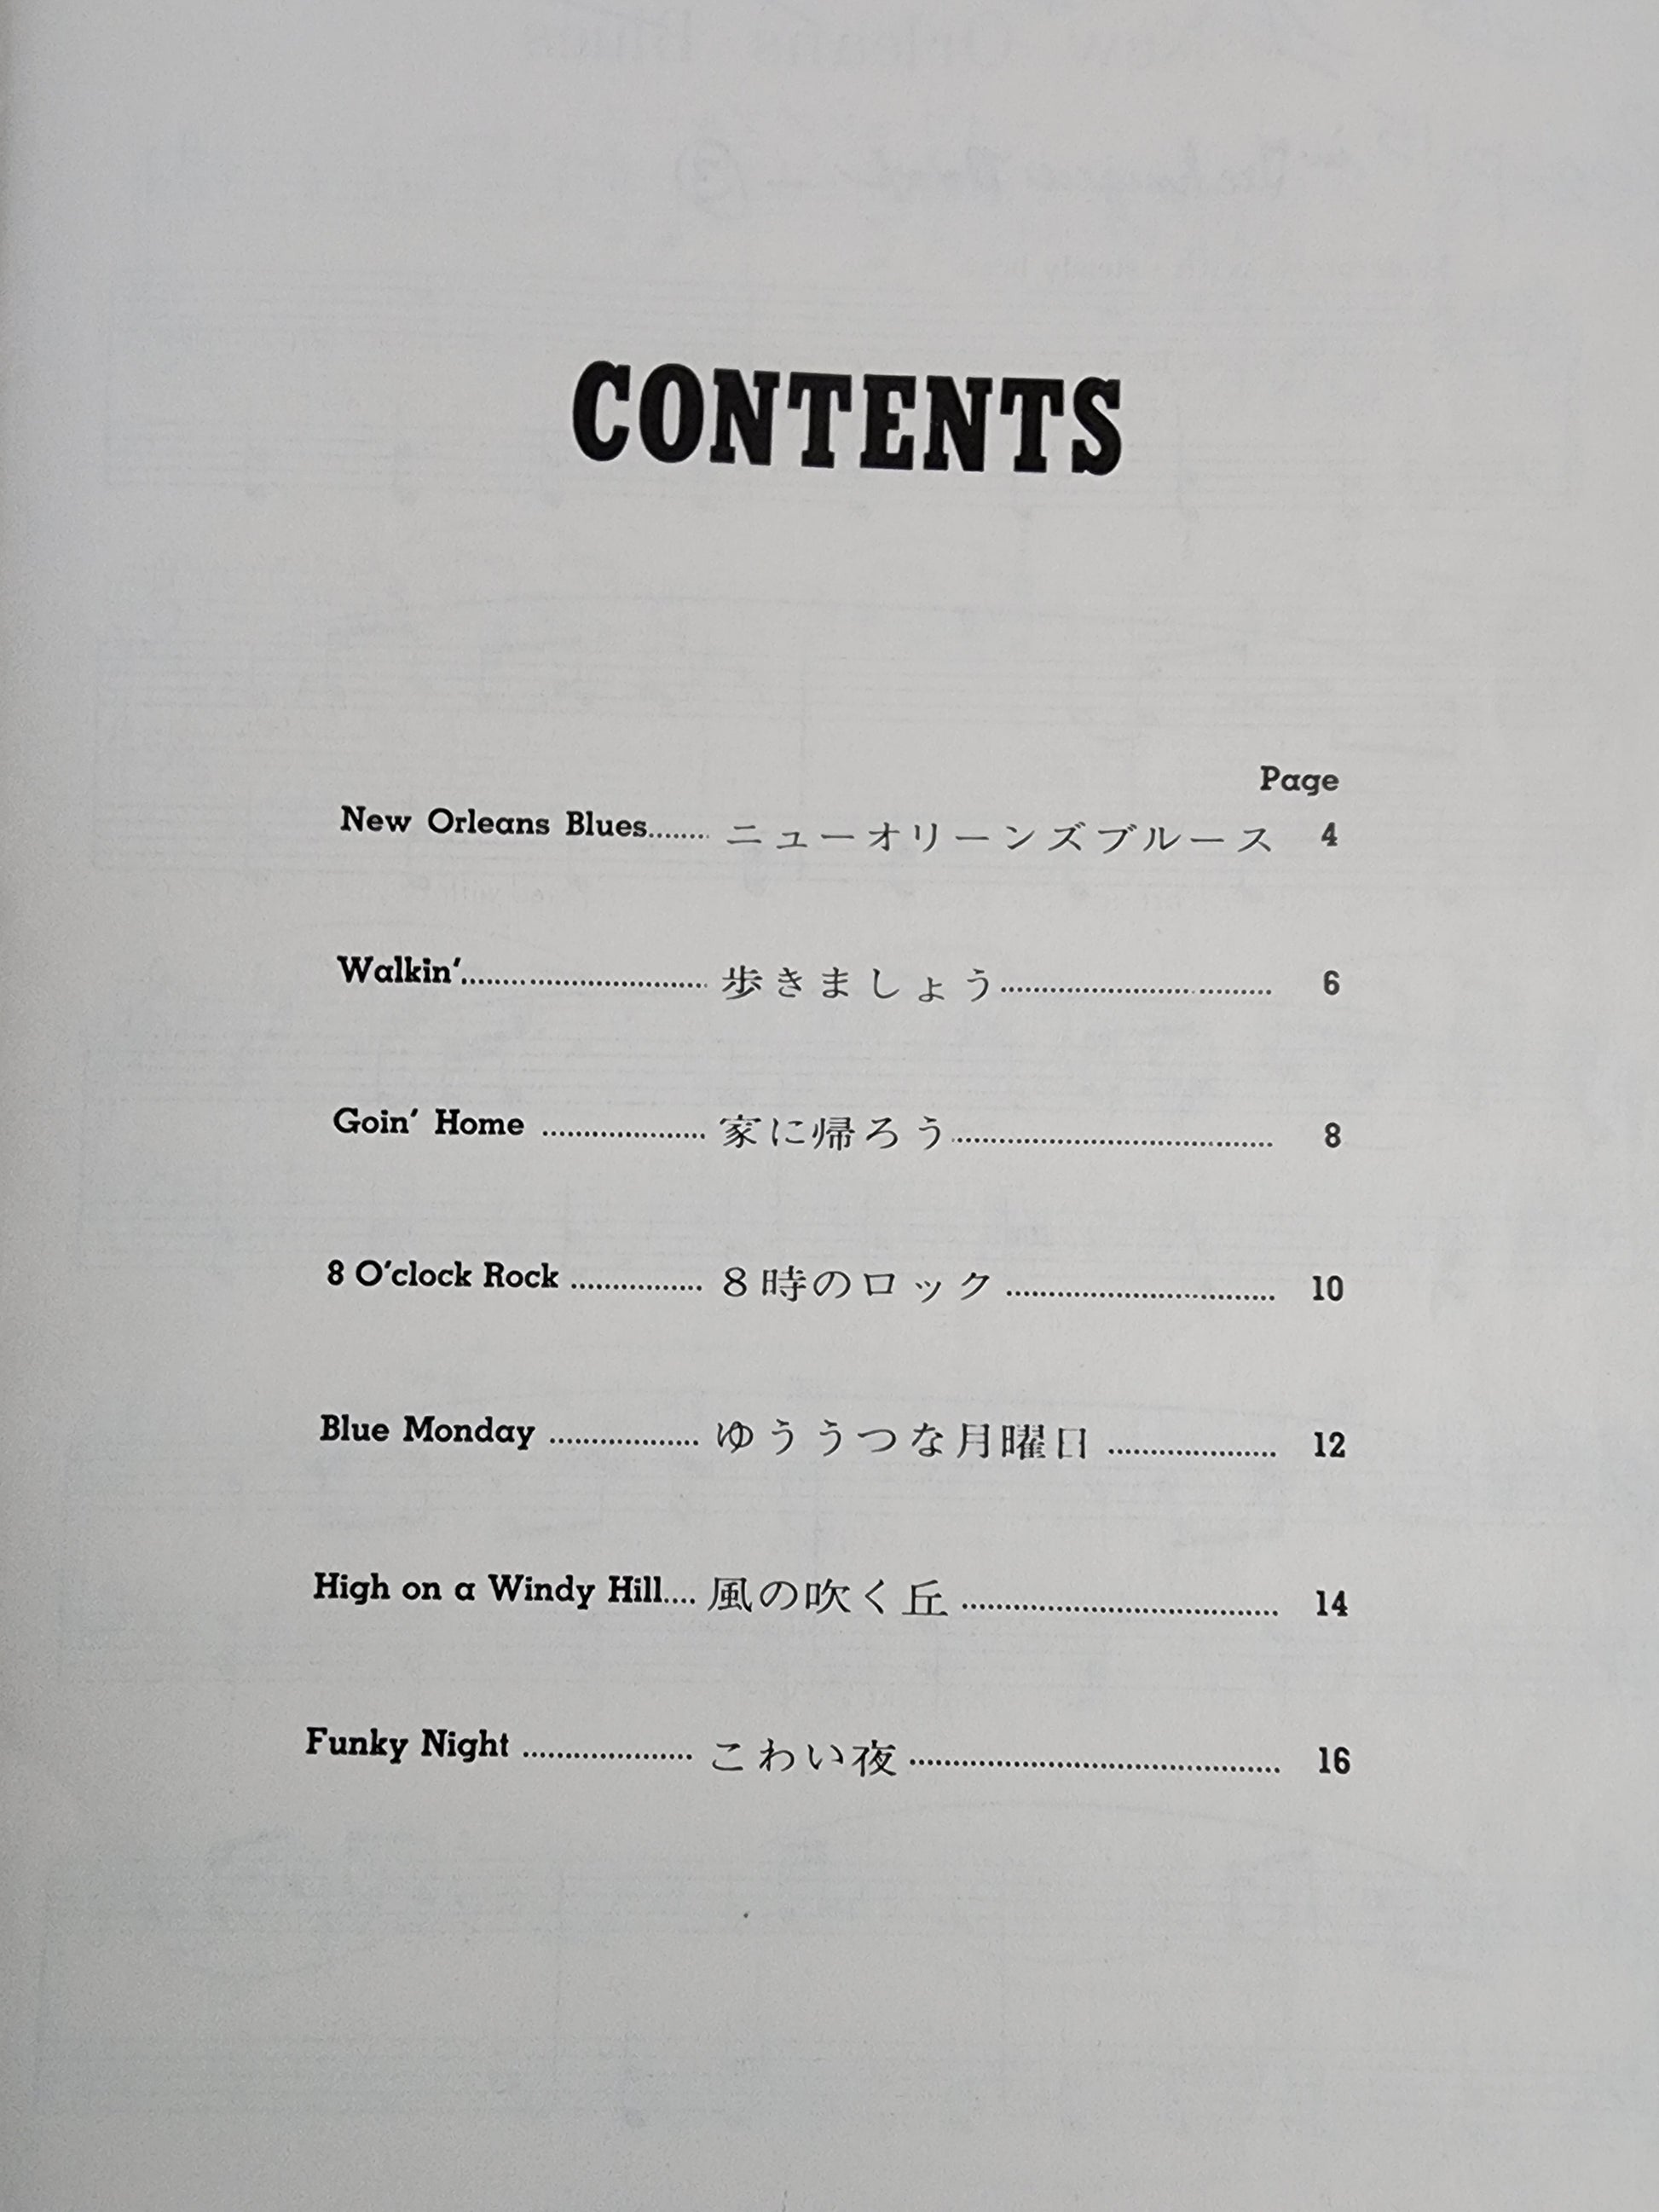 CONTENTS
Page
New Orleans Blues........ ニューオリーンズブルース 4
Walkin’.............................. 歩きましょう................................. 6
Goin’ Home .................... 家に帰ろう....................................... 8
8 O’clock Rock ................ 8時のロック ................................. 10
Blue Monday .................. ゆううつな月曜日 .................... 12
High on a Windy Hill.... 風の吹く丘 ....................................... 14
Funky Night .................... こわい夜 ............................................. 16